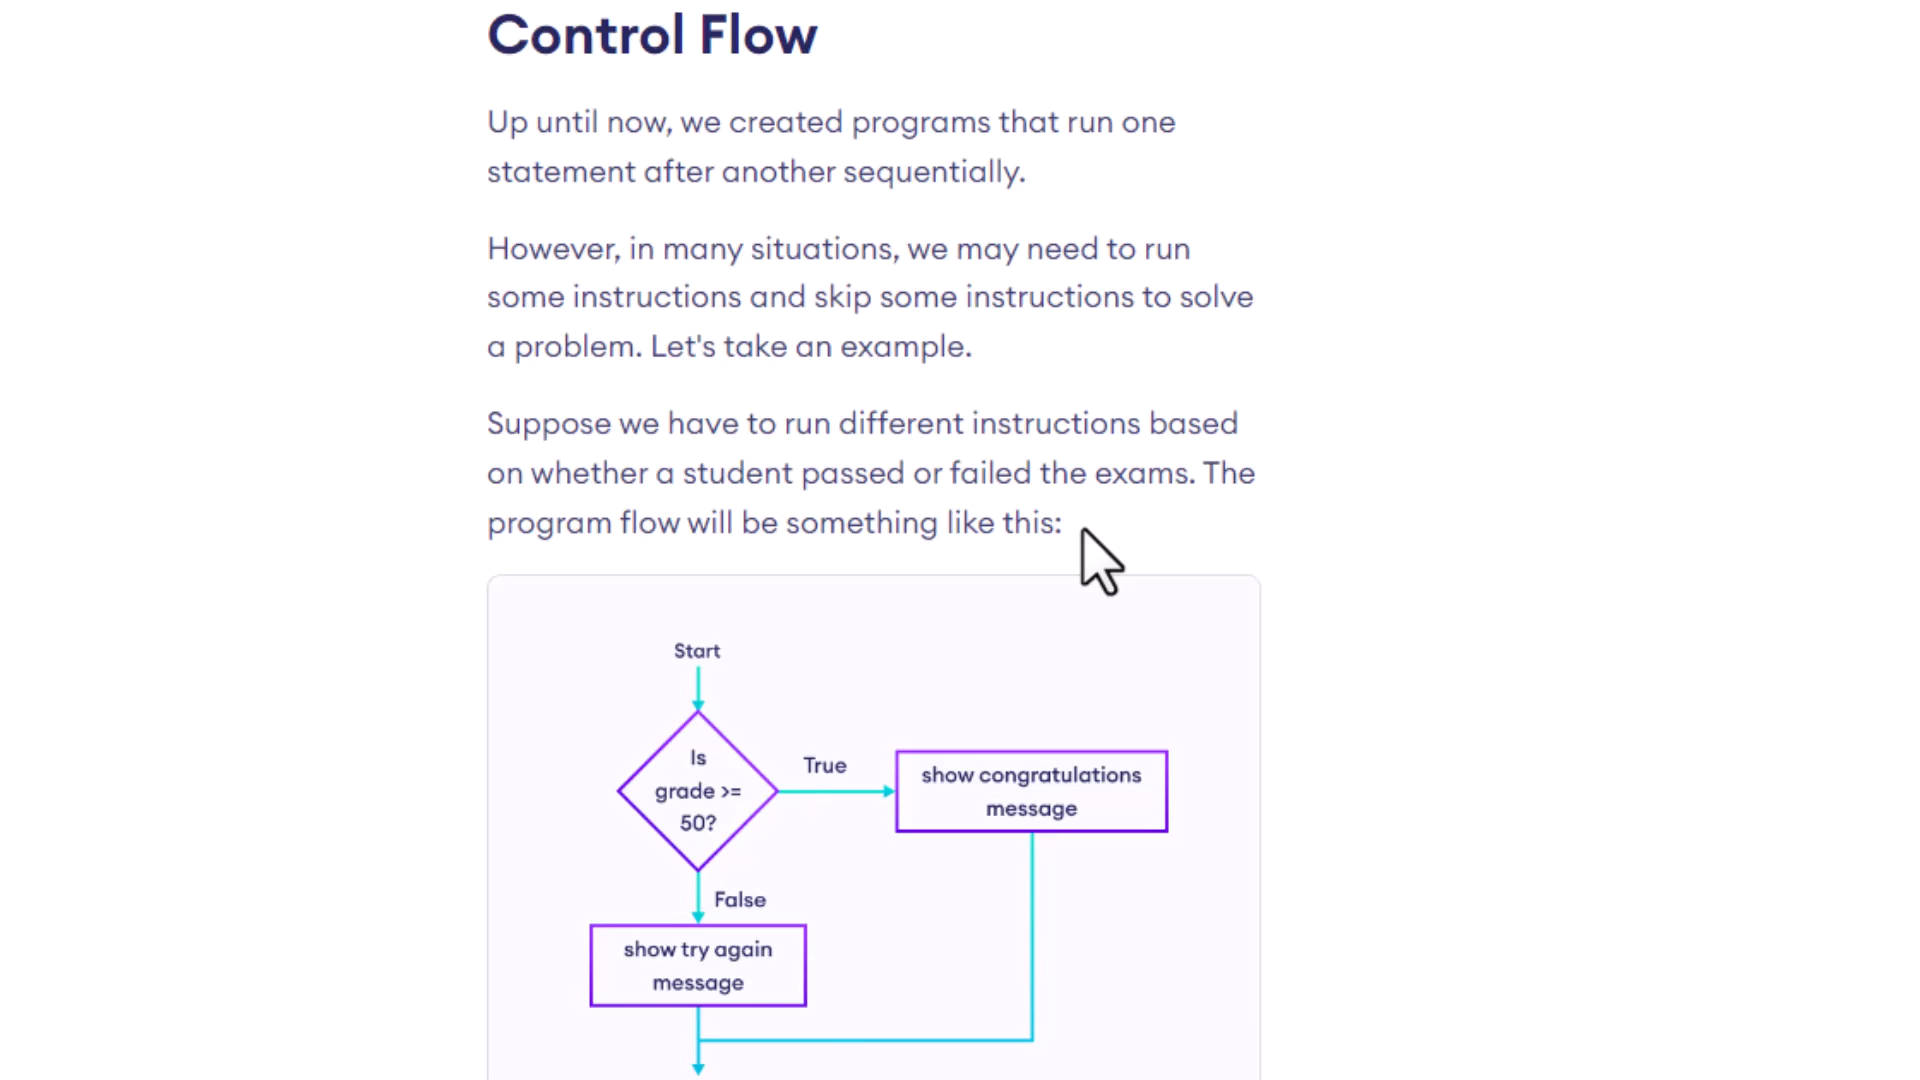 Control Flow
Up until now, we created programs that run one
statement after another sequentially.
However, in many situations, we may need to run
some instructions and skip some instructions to solve
a problem. Let's take an example.
Suppose we have to run different instructions based
on whether a student passed or failed the exams. The
program flow will be something like this:
Start
Is
grade >=
50?
True
show congratulations
message
False
show try again
message